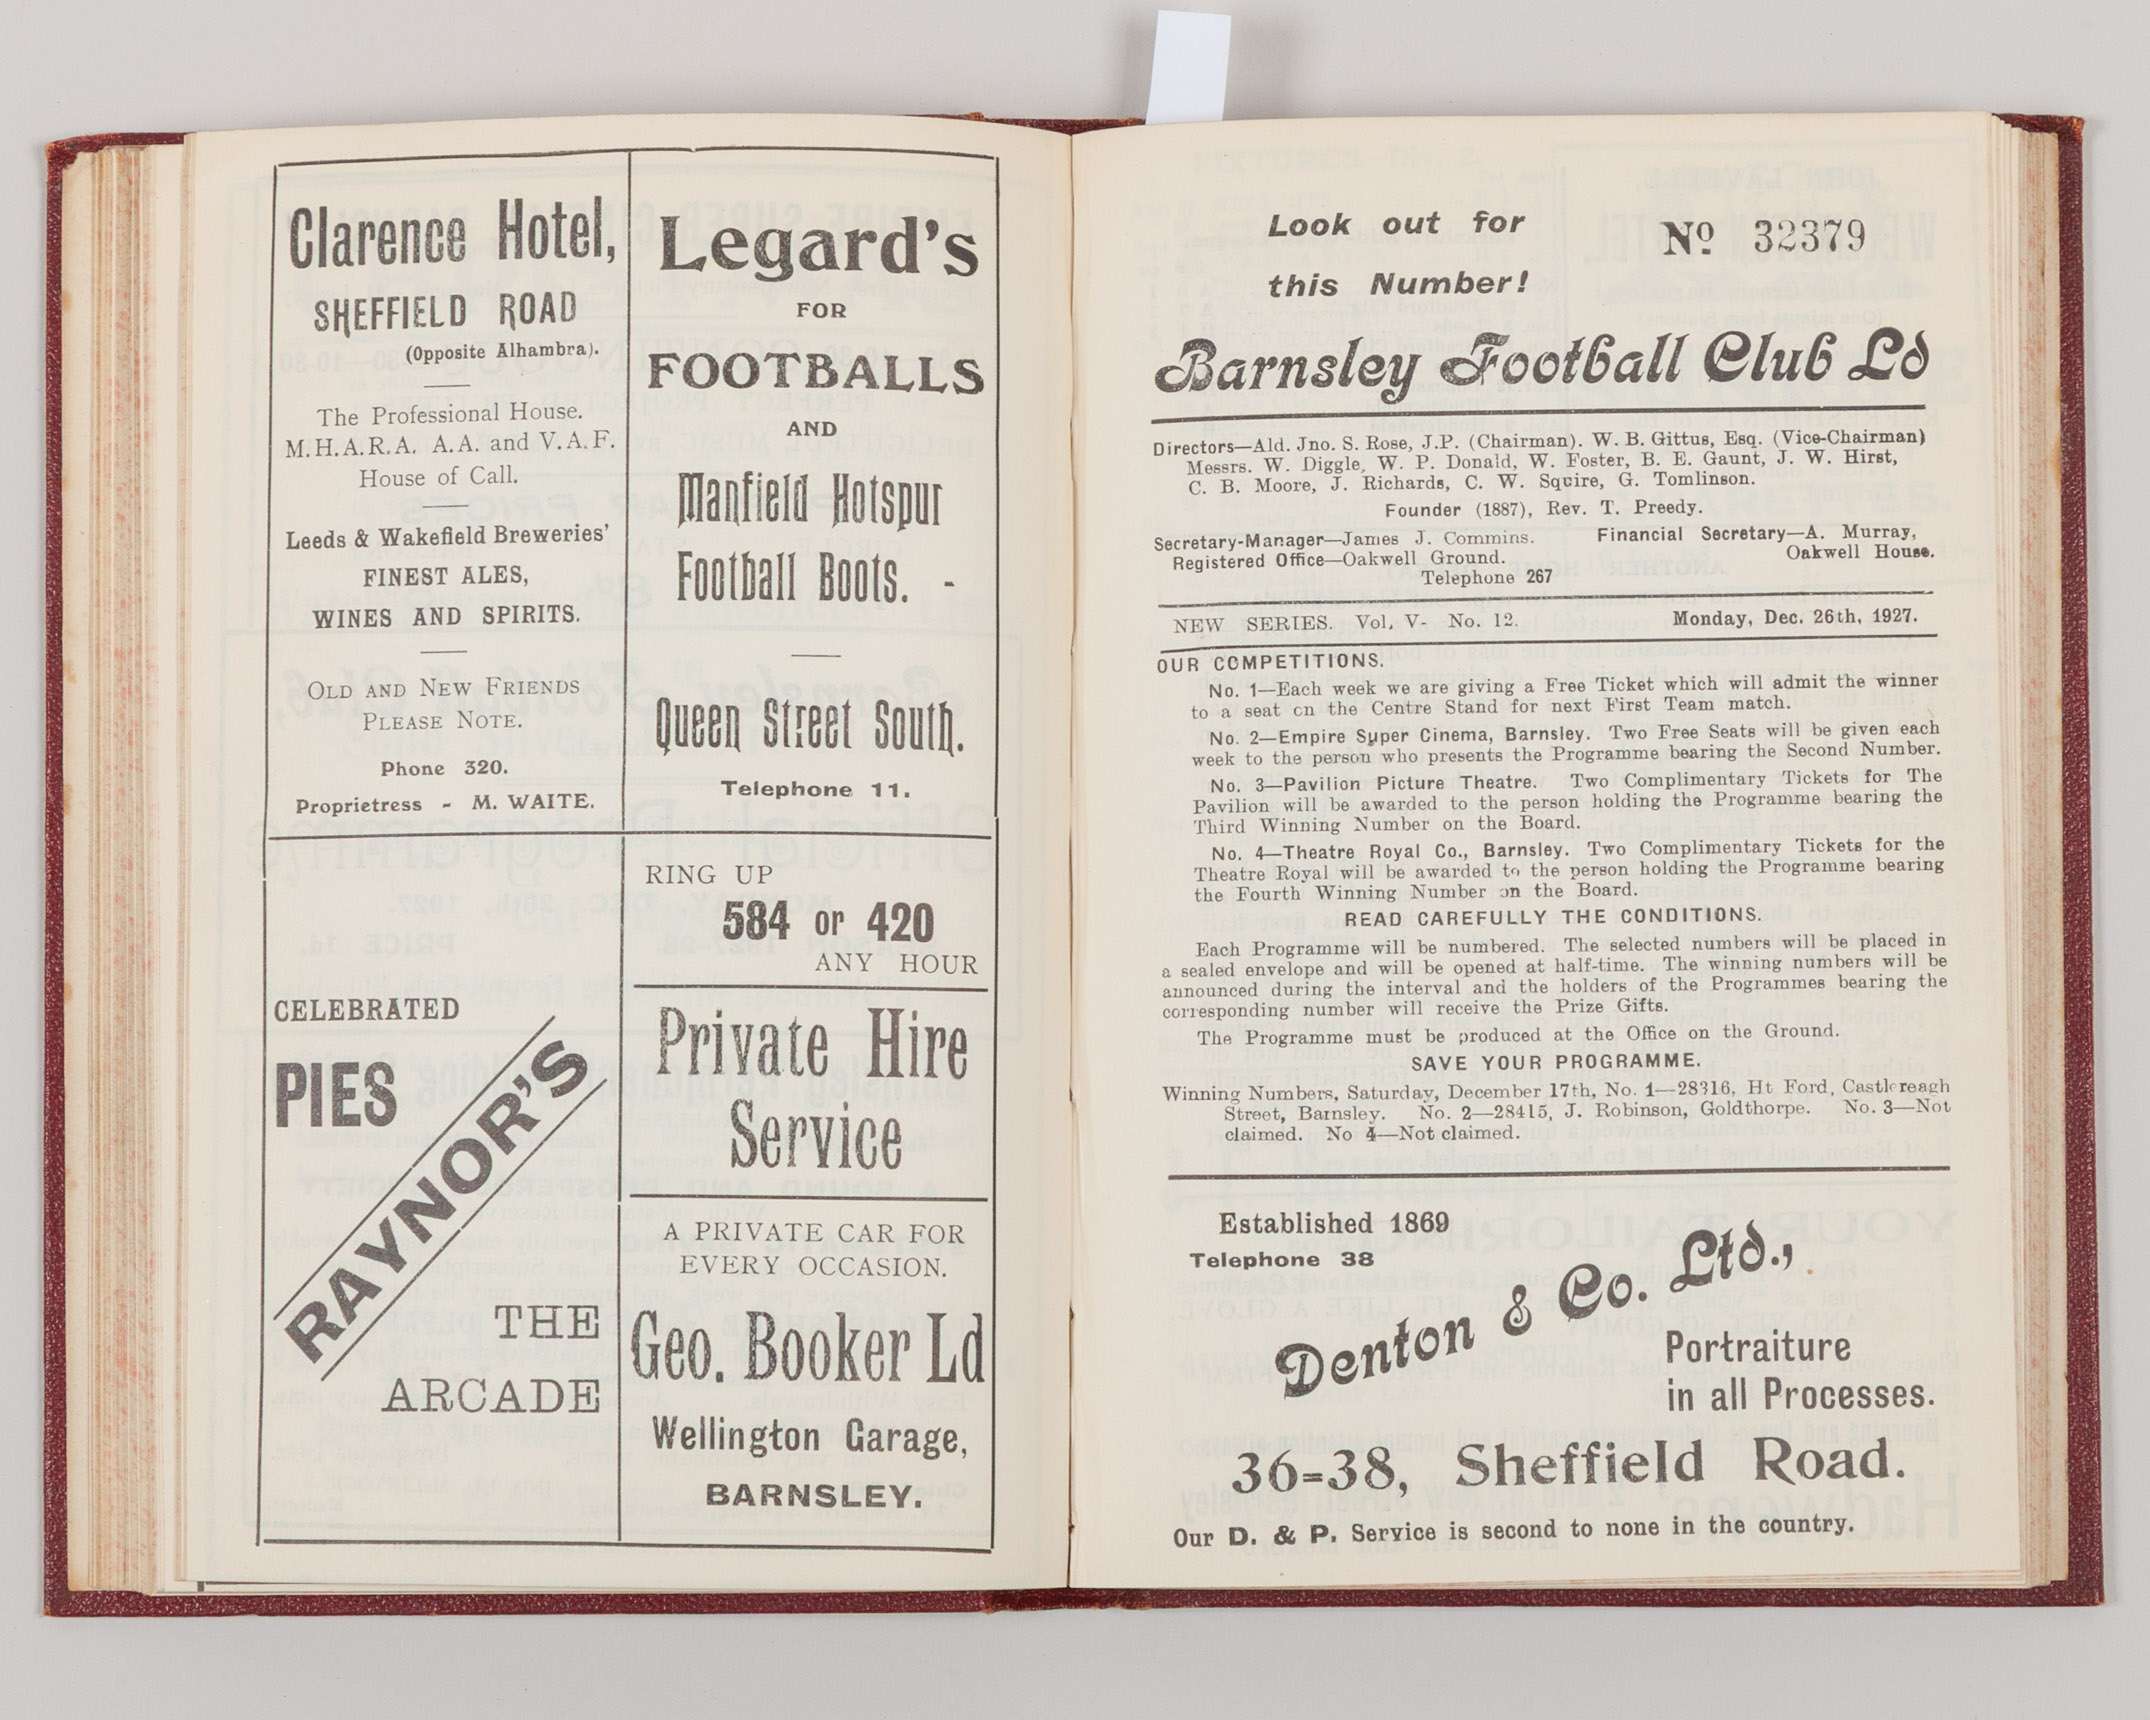 Clarence Hotel,
SHEFFIELD ROAD
(Opposite Alhambra).
The Professional House.
M.H.A.R.A. A.A. and V.A.F.
House of Call.
Leeds & Wakefield Breweries'
FINEST ALES,
WINES AND SPIRITS.
OLD AND NEW FRIENDS
PLEASE NOTE.
Phone 320.
Proprietress - M. WAITE.
Legard's
FOR
FOOTBALLS
AND
Manfield Hotspur
Football Boots. -
Queen Street South.
Telephone 11.
CELEBRATED
PIES
RAYNOR'S
THE
ARCADE
RING UP
584 or 420
ANY HOUR
Private Hire
Service
A PRIVATE CAR FOR
EVERY OCCASION.
Geo. Booker Ld
Wellington Garage,
BARNSLEY.
Look out for
this Number!
No 32379
Barnsley Football Club Ld
Directors—Ald. Jno. S. Rose, J.P. (Chairman). W. B. Gittus, Esq. (Vice-Chairman)
Messrs. W. Diggle, W. P. Donald, W. Foster, B. E. Gaunt, J. W. Hirst,
C. B. Moore, J. Richards, C. W. Squire, G. Tomlinson.
Founder (1887), Rev. T. Preedy.
Secretary-Manager—James J. Commins. Financial Secretary—A. Murray,
Registered Office—Oakwell Ground. Oakwell House.
Telephone 267
NEW SERIES. Vol. V- No. 12. Monday, Dec. 26th, 1927.
OUR COMPETITIONS.
No. 1—Each week we are giving a Free Ticket which will admit the winner
to a seat on the Centre Stand for next First Team match.
No. 2—Empire Super Cinema, Barnsley. Two Free Seats will be given each
week to the person who presents the Programme bearing the Second Number.
No. 3—Pavilion Picture Theatre. Two Complimentary Tickets for The
Pavilion will be awarded to the person holding the Programme bearing the
Third Winning Number on the Board.
No. 4—Theatre Royal Co., Barnsley. Two Complimentary Tickets for the
Theatre Royal will be awarded to the person holding the Programme bearing
the Fourth Winning Number on the Board.
READ CAREFULLY THE CONDITIONS.
Each Programme will be numbered. The selected numbers will be placed in
a sealed envelope and will be opened at half-time. The winning numbers will be
announced during the interval and the holders of the Programmes bearing the
corresponding number will receive the Prize Gifts.
The Programme must be produced at the Office on the Ground.
SAVE YOUR PROGRAMME.
Winning Numbers, Saturday, December 17th, No. 1—28316, Ht Ford, Castlereagh
Street, Barnsley. No. 2—28415, J. Robinson, Goldthorpe. No. 3—Not
claimed. No 4—Not claimed.
Established 1869
Telephone 38
Denton & Co. Ltd.,
Portraiture
in all Processes.
36=38, Sheffield Road.
Our D. & P. Service is second to none in the country.